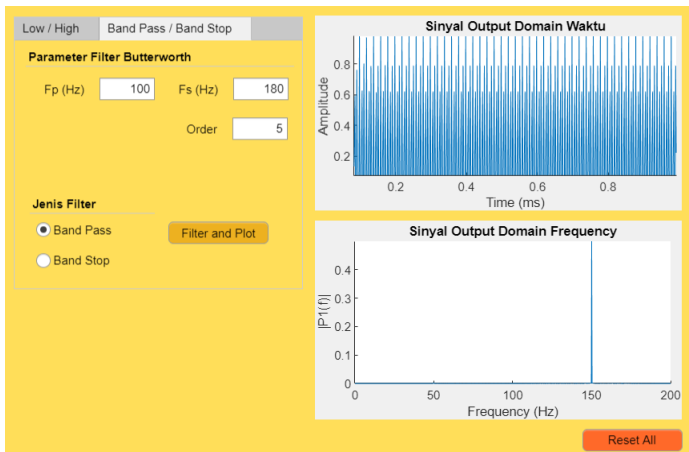 Low / High
Band Pass / Band Stop
Parameter Filter Butterworth
Fp (Hz) 100 Fs (Hz) 180
Order 5
Jenis Filter
Band Pass
Band Stop
Filter and Plot
Sinyal Output Domain Waktu
Amplitude
0.8
0.6
0.4
0.2
0.2 0.4 0.6 0.8
Time (ms)
Sinyal Output Domain Frequency
|P1(f)|
0.4
0.3
0.2
0.1
0
0 50 100 150 200
Frequency (Hz)
Reset All